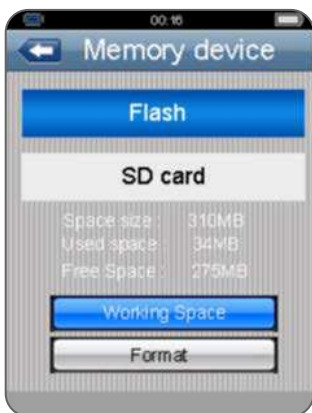 00:16
Memory device
Flash
SD card
Space size : 310MB
Used space : 34MB
Free Space : 275MB
Working Space
Format